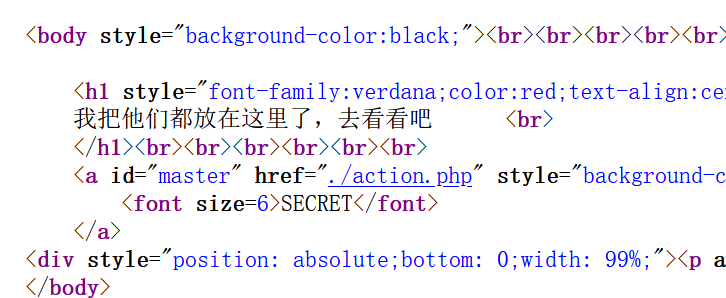 <body style="background-color:black;"><br><br><br><br><br>
<h1 style="font-family:verdana;color:red;text-align:cen
我把他们都放在这里了，去看看吧 <br>
</h1><br><br><br><br><br><br>
<a id="master" href="./action.php" style="background-c
<font size=6>SECRET</font>
</a>
<div style="position: absolute;bottom: 0;width: 99%;"><p a
</body>